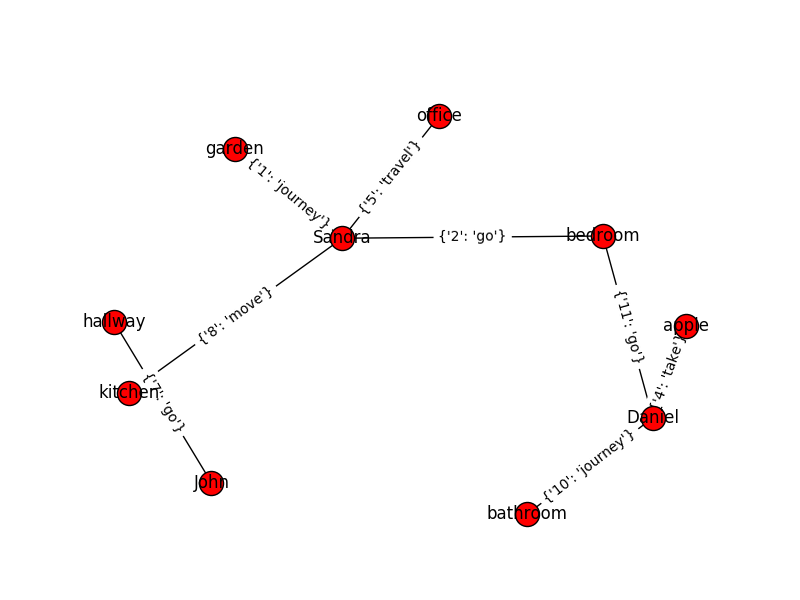 office
garden
{'1': 'journey'}
{'5': 'travel'}
Sandra
{'2': 'go'}
bedroom
{'8': 'move'}
{'11': 'go'}
hallway
apple
{'4': 'take'}
kitchen
{'7': 'go'}
Daniel
{'10': 'journey'}
John
bathroom